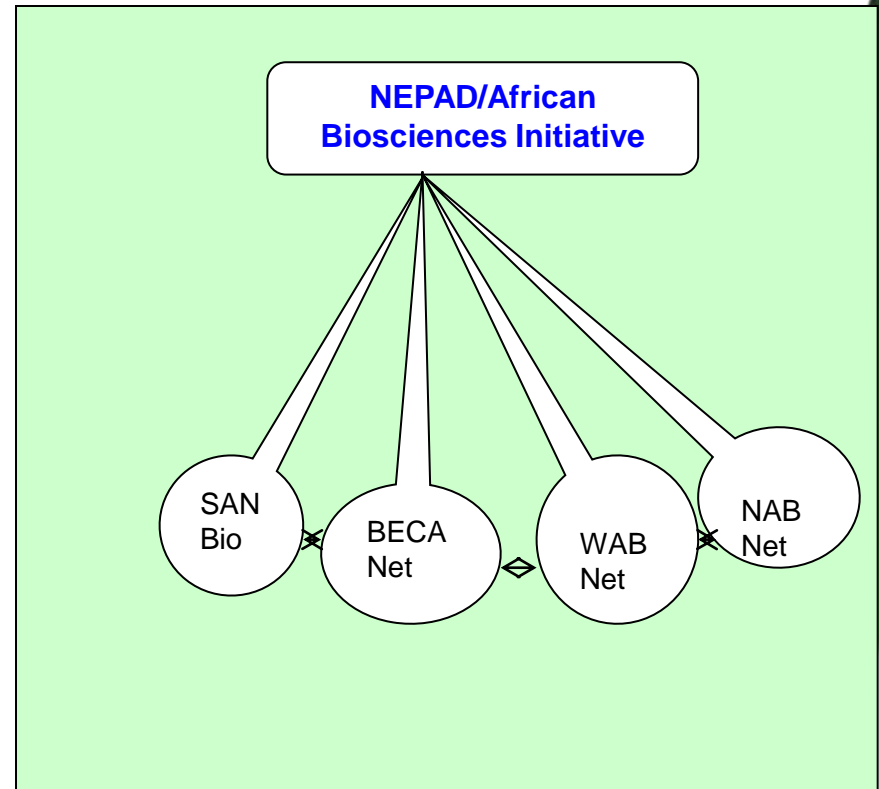 NEPAD/African
Biosciences Initiative
SAN
Bio
BECA
Net
WAB
Net
NAB
Net